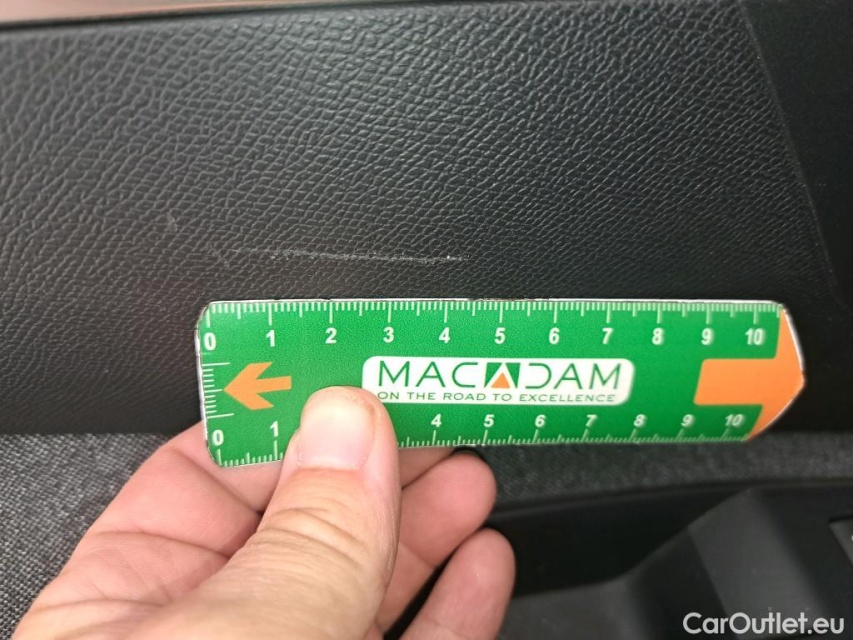 0 1 2 3 4 5 6 7 8 9 10
MACADAM
ON THE ROAD TO EXCELLENCE
0 1 4 5 6 7 8 9 10
CarOutlet.eu